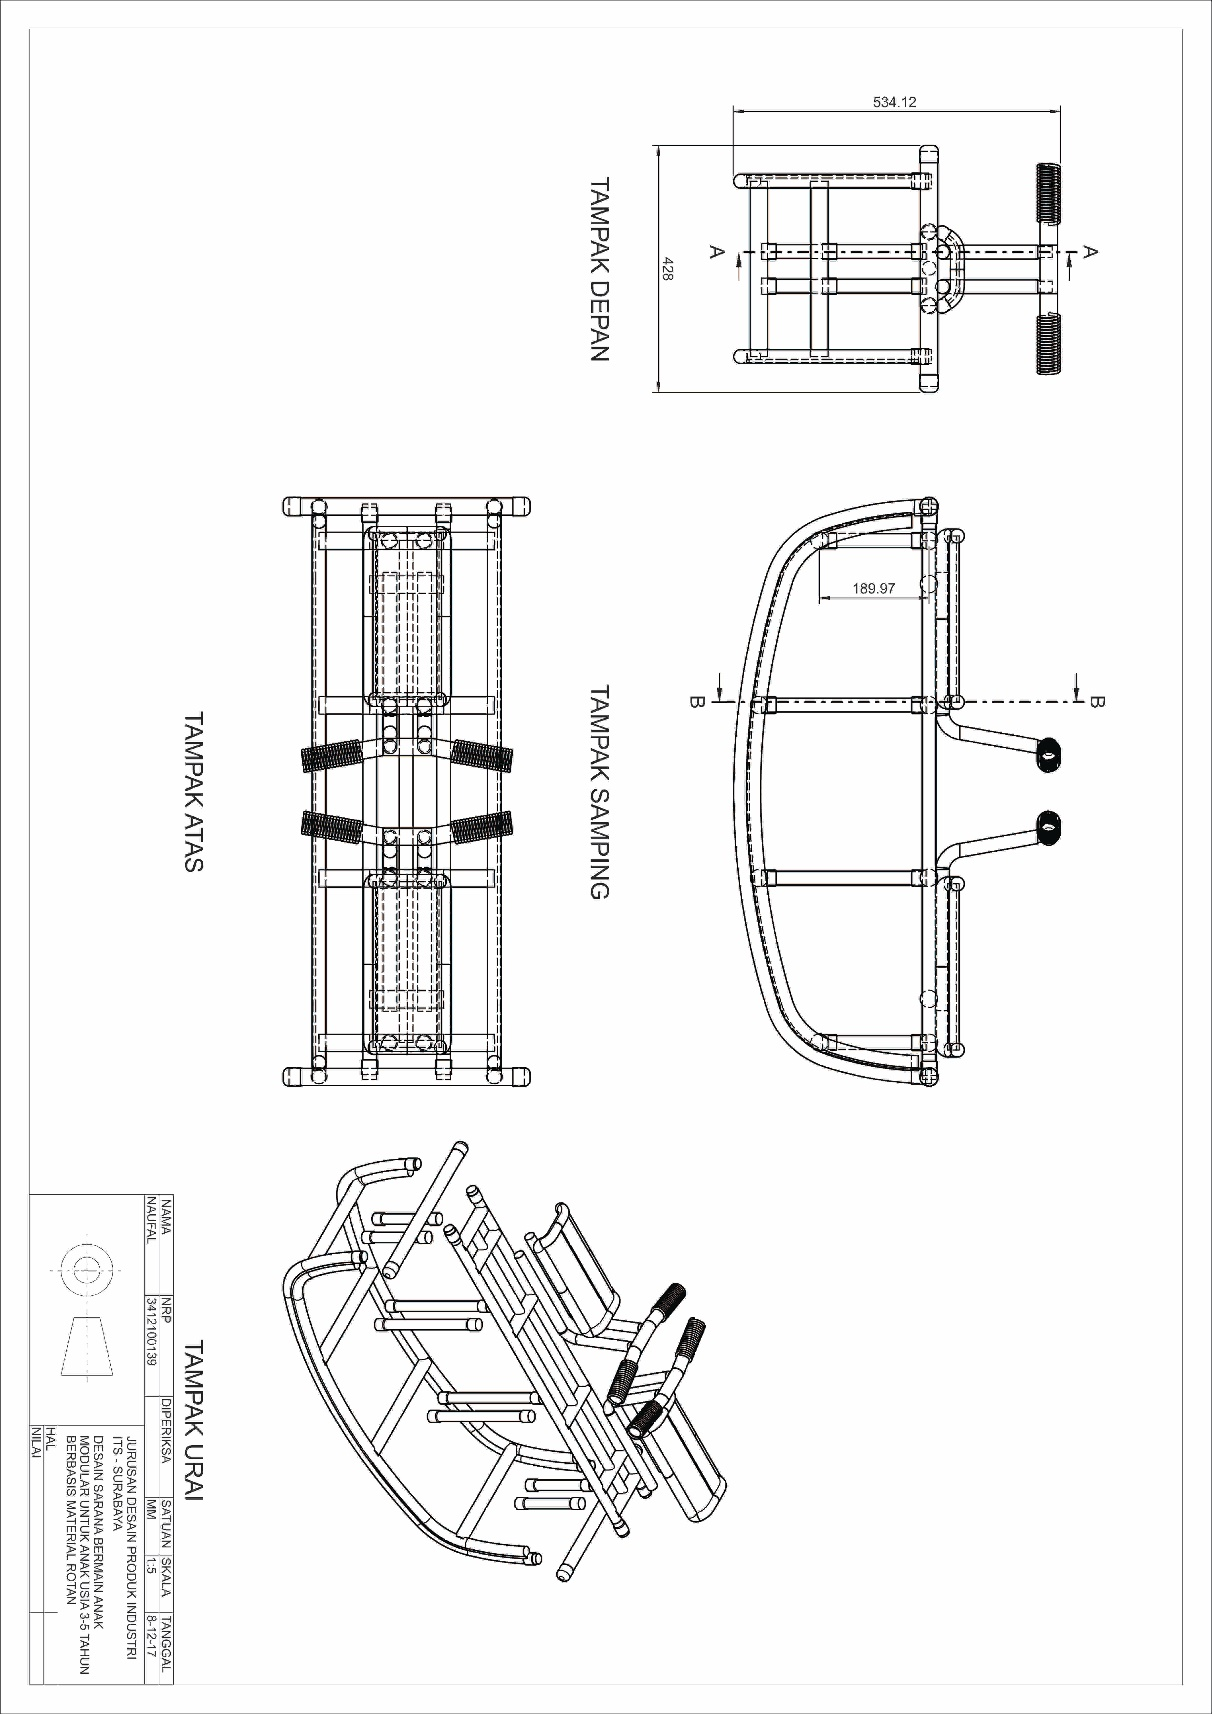 534.12
A
A
428
TAMPAK DEPAN
189.97
B
B
TAMPAK SAMPING
TAMPAK ATAS
TAMPAK URAI
NAMA NRP DIPERIKSA SATUAN SKALA TANGGAL
NAUFAL 3412100139 MM 1:5 8-12-17
JURUSAN DESAIN PRODUK INDUSTRI
ITS - SURABAYA
DESAIN SARANA BERMAIN ANAK
MODULAR UNTUK ANAK USIA 3-5 TAHUN
BERBASIS MATERIAL ROTAN
HAL
NILAI